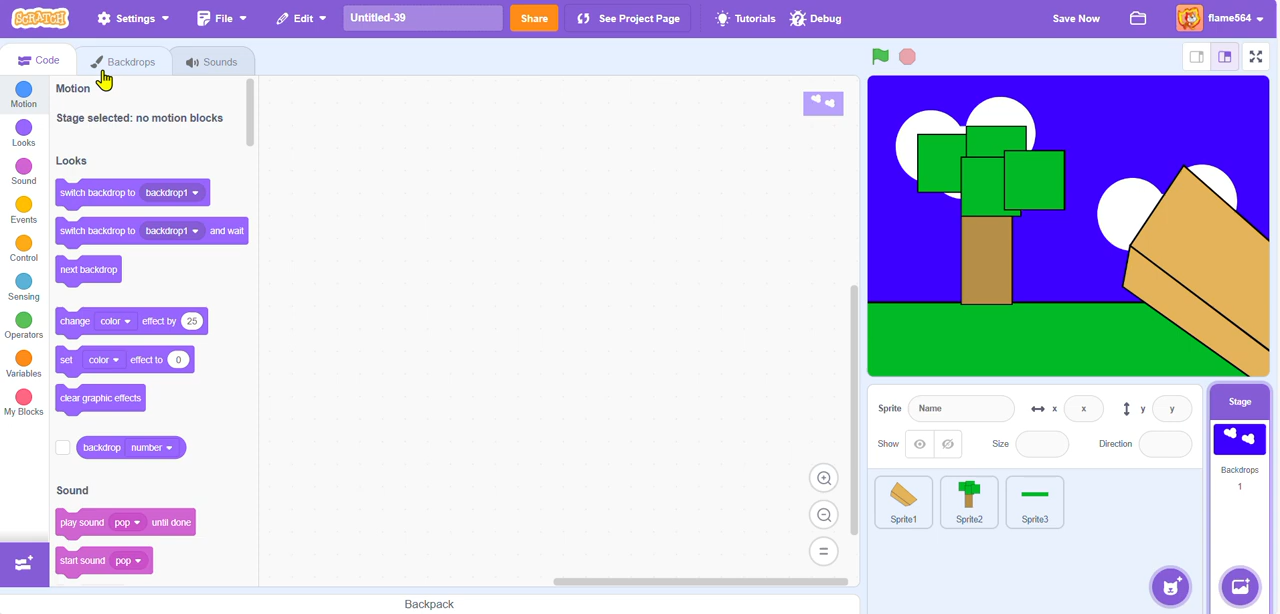 SCRATCH Settings File Edit Untitled-39 Share See Project Page Tutorials Debug Save Now flame564
Code Backdrops Sounds
Motion
Looks
Sound
Events
Control
Sensing
Operators
Variables
My Blocks
Motion
Stage selected: no motion blocks
Looks
switch backdrop to backdrop1
switch backdrop to backdrop1 and wait
next backdrop
change color effect by 25
set color effect to 0
clear graphic effects
backdrop number
Sound
play sound pop until done
start sound pop
Backpack
Sprite Name x x y y
Show Size Direction
Sprite1 Sprite2 Sprite3
Stage
Backdrops
1